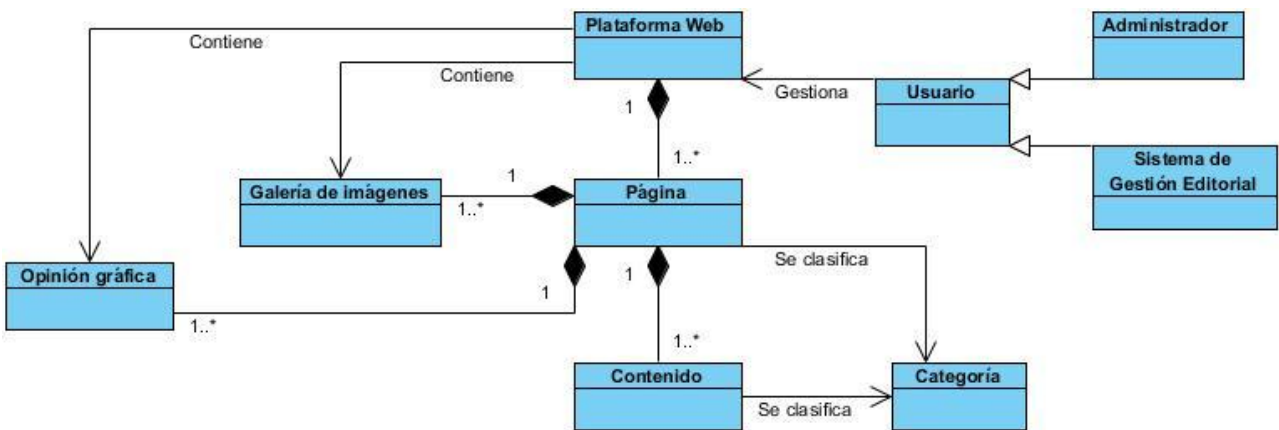 Plataforma Web
Administrador
Contiene
Contiene
Gestiona
Usuario
1
1..*
Sistema de
Gestión Editorial
Galería de imágenes
1
1..*
Página
Opinión gráfica
1
1..*
1
1..*
Se clasifica
Contenido
Se clasifica
Categoría